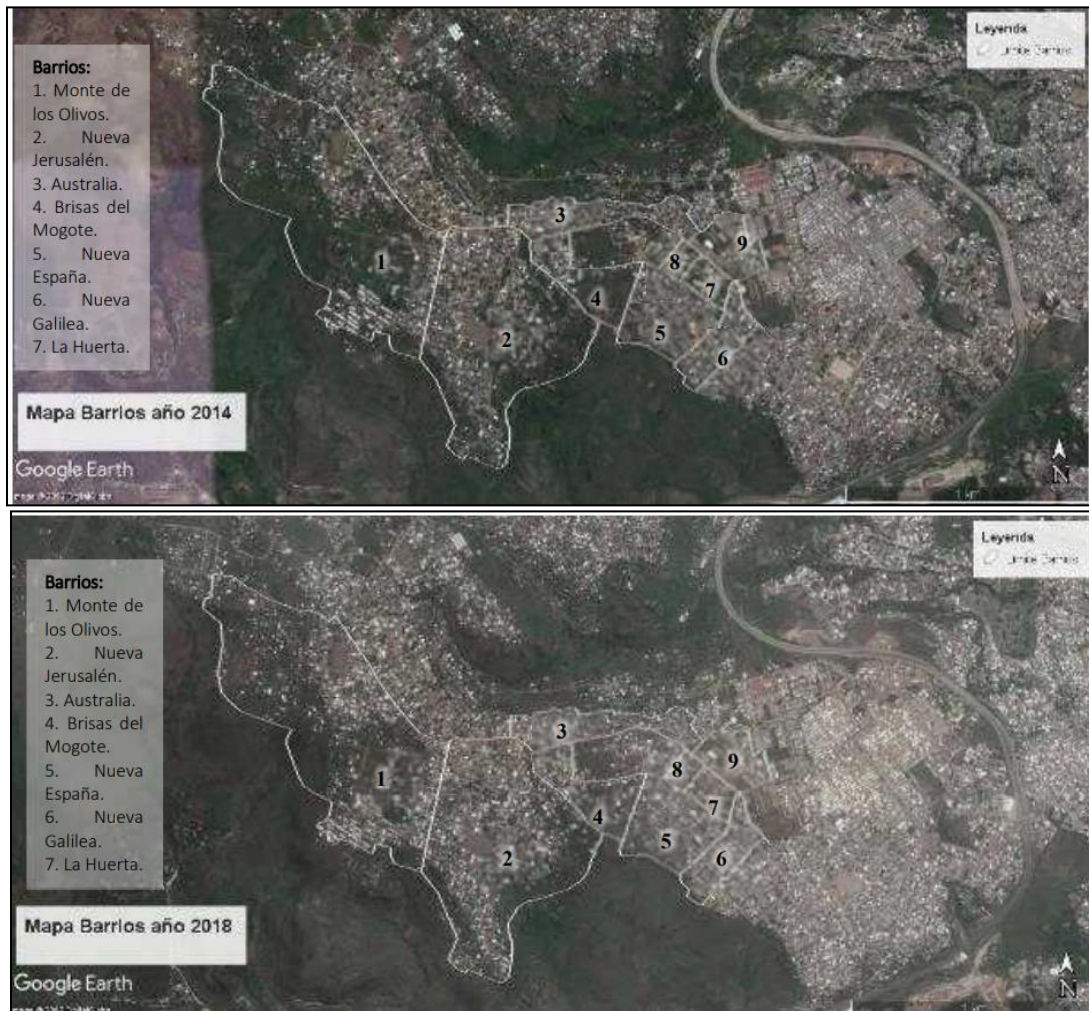 Leyenda
Límite Barrios
Barrios:
1. Monte de
los Olivos.
2. Nueva
Jerusalén.
3. Australia.
4. Brisas del
Mogote.
5. Nueva
España.
6. Nueva
Galilea.
7. La Huerta.
3
9
8
1
7
4
2
5
6
Mapa Barrios año 2014
Google Earth
N
Leyenda
Límite Barrios
Barrios:
1. Monte de
los Olivos.
2. Nueva
Jerusalén.
3. Australia.
4. Brisas del
Mogote.
5. Nueva
España.
6. Nueva
Galilea.
7. La Huerta.
3
9
8
1
7
4
5
2
6
Mapa Barrios año 2018
Google Earth
N